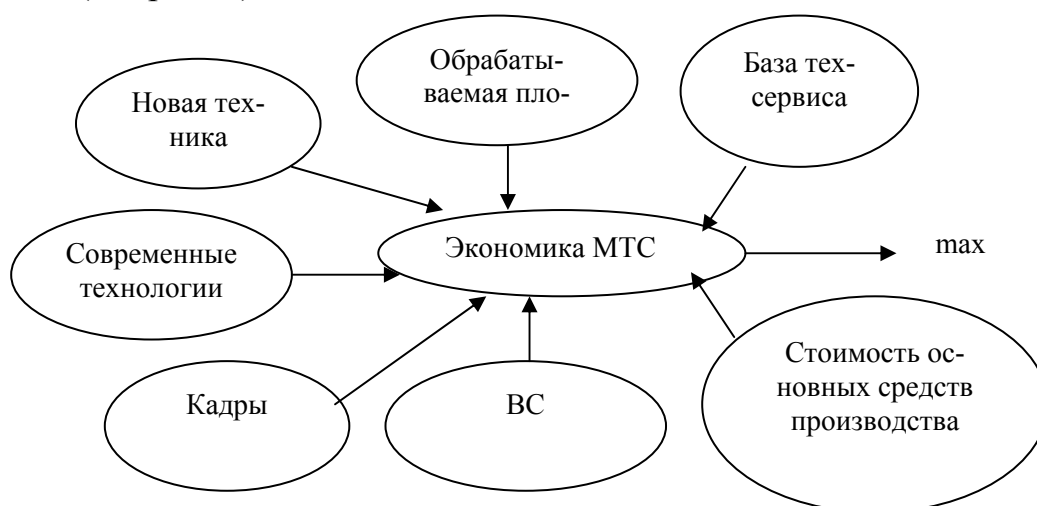 Обрабаты-
ваемая пло-
База тех-
сервиса
Новая тех-
ника
Экономика МТС
max
Современные
технологии
Стоимость ос-
новных средств
производства
Кадры
ВС